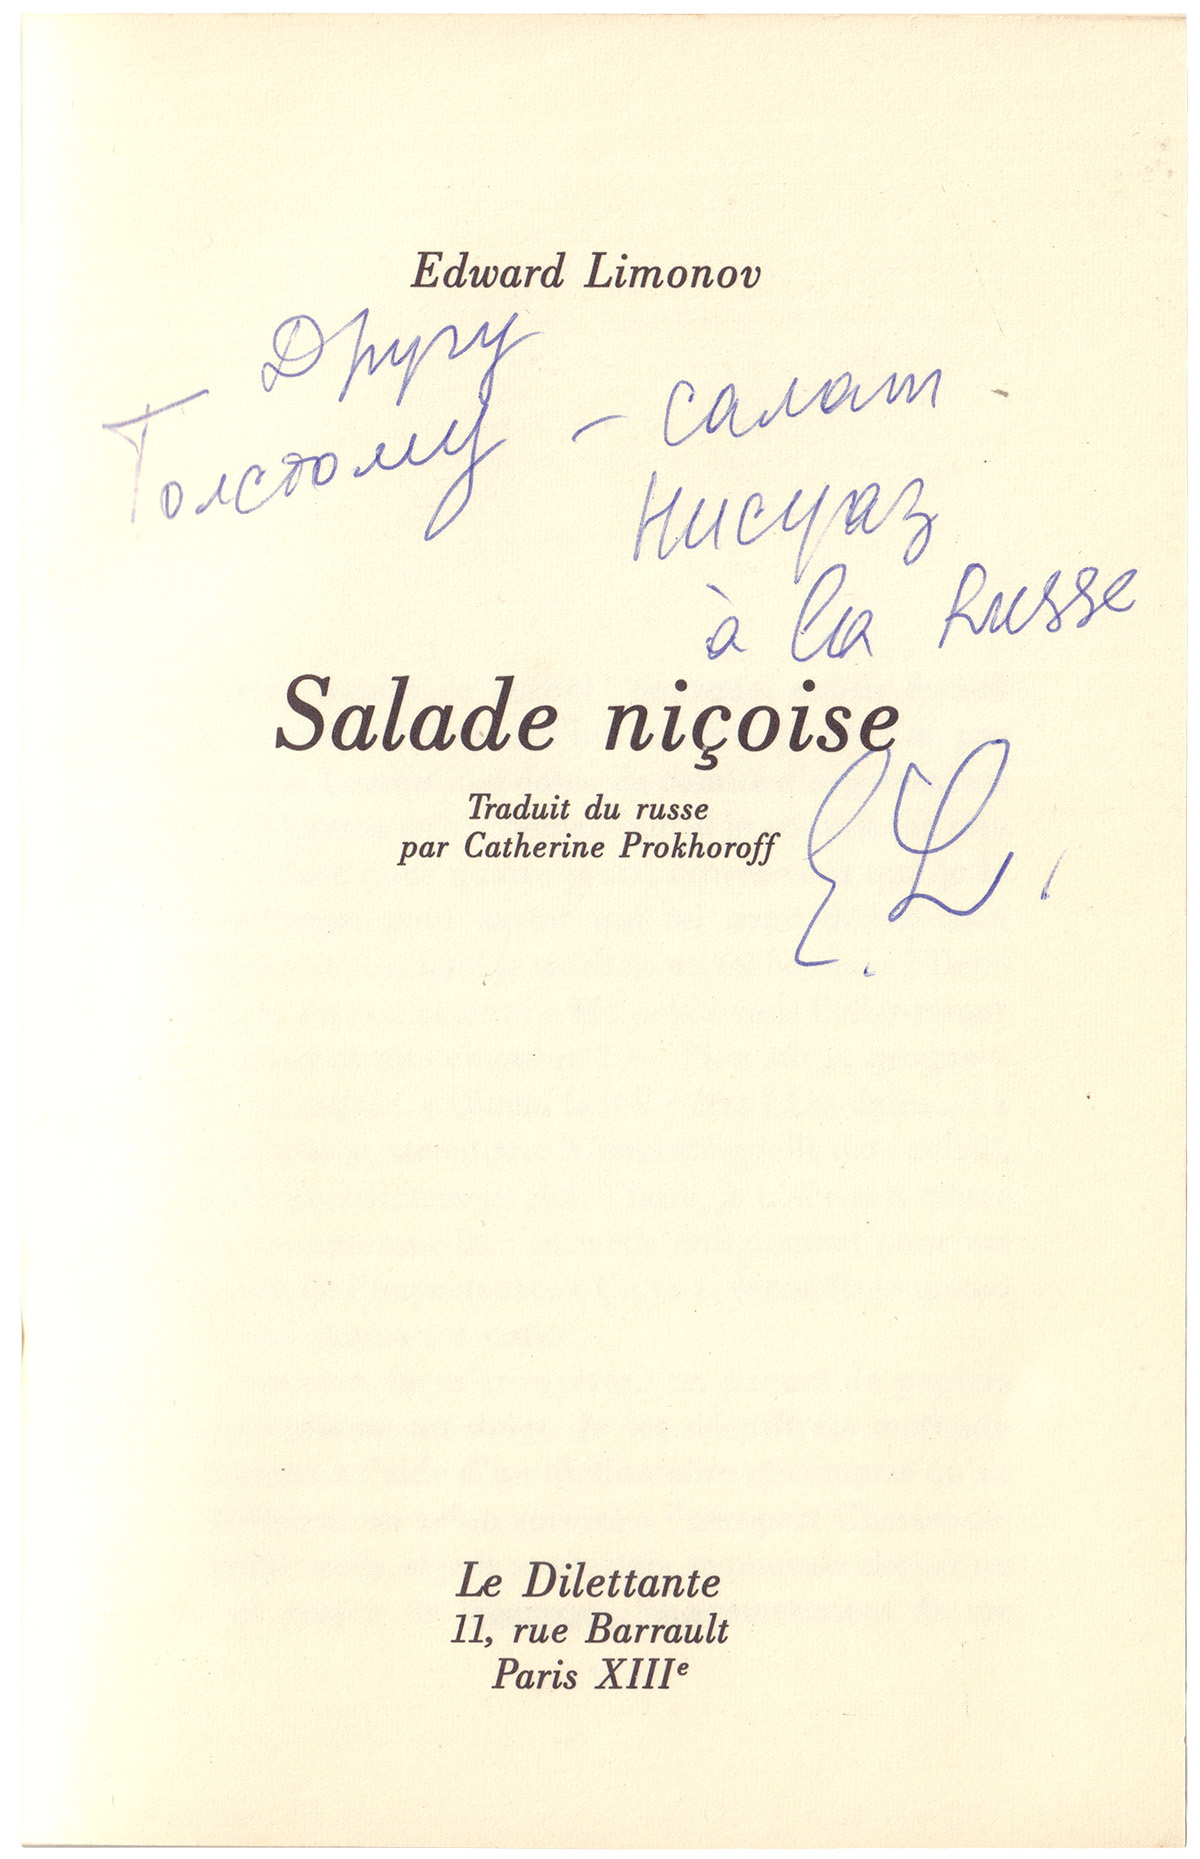 Edward Limonov
Другу
Толстому – салат
нисуаз
à la Russe
Salade niçoise
Traduit du russe
par Catherine Prokhoroff
E. L.
Le Dilettante
11, rue Barrault
Paris XIIIᵉ